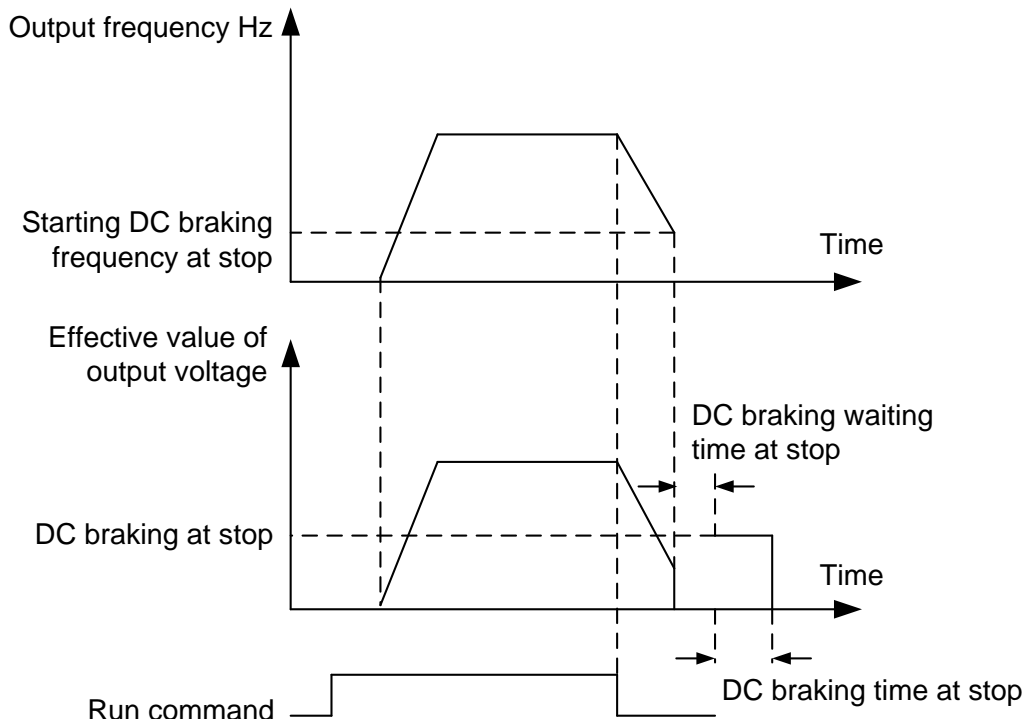 Output frequency Hz
Starting DC braking
frequency at stop
Time
Effective value of
output voltage
DC braking waiting
time at stop
DC braking at stop
Time
DC braking time at stop
Run command